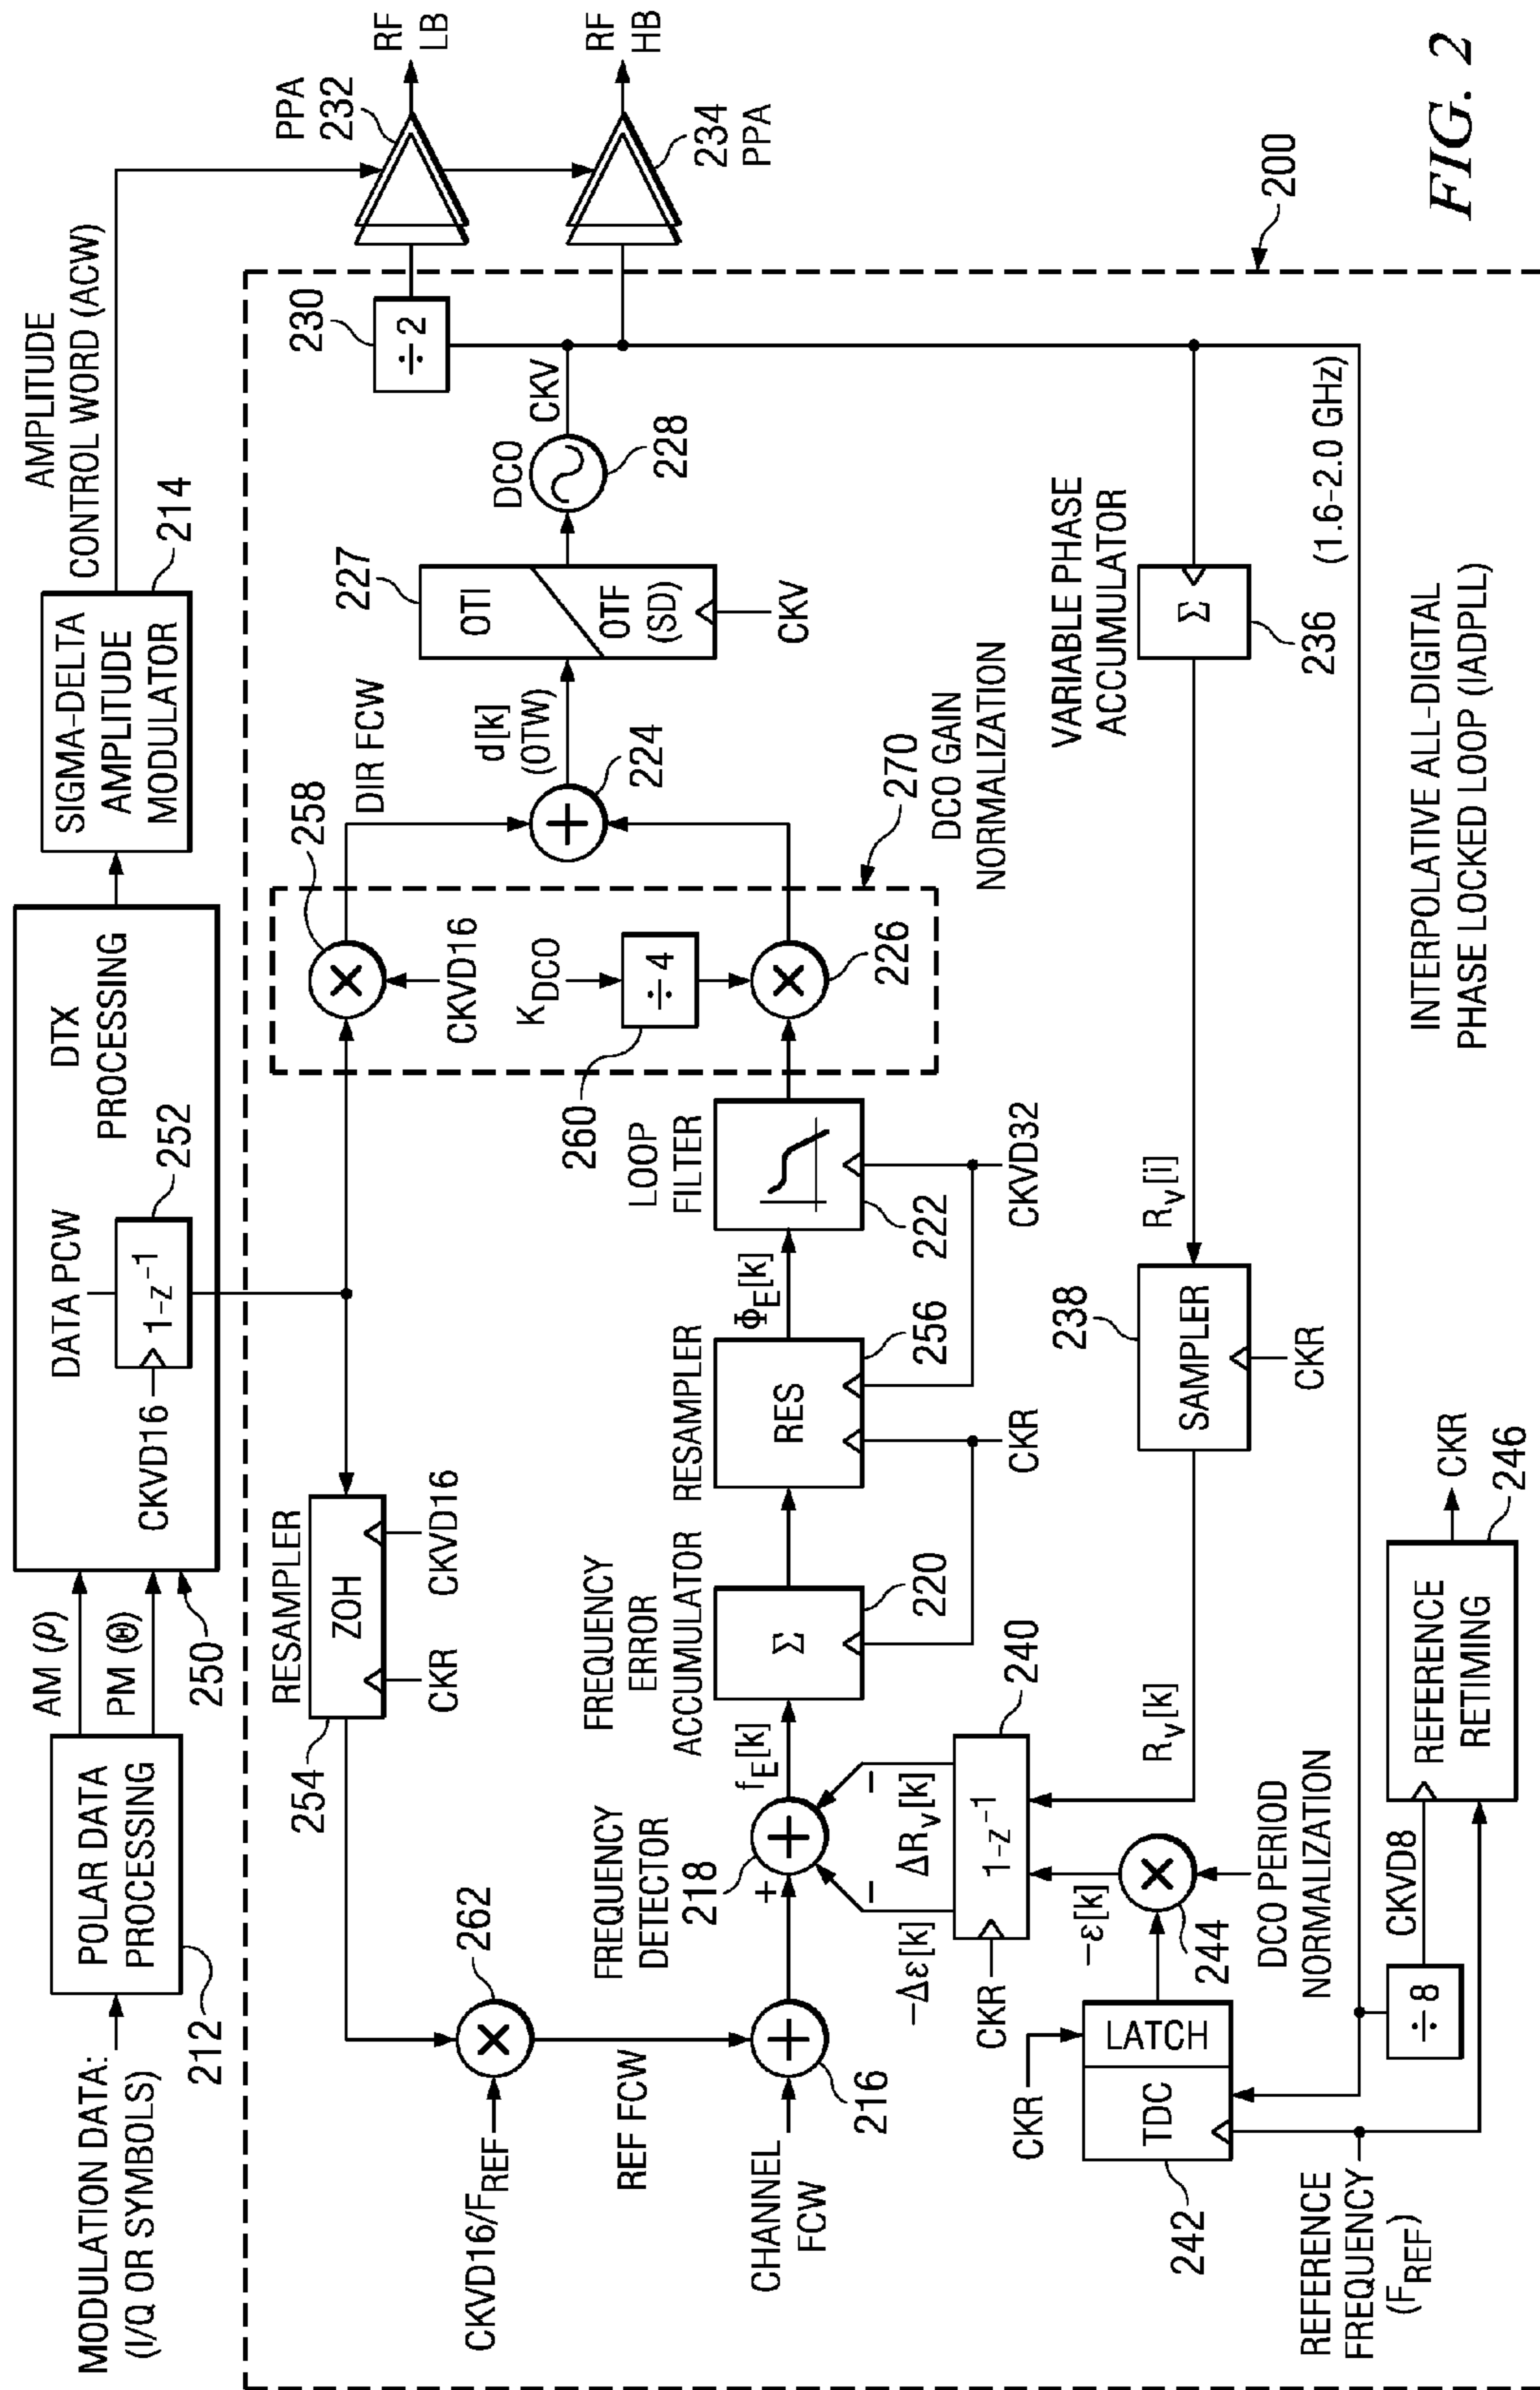 MODULATION DATA:
(I/Q OR SYMBOLS)
POLAR DATA
PROCESSING
212
AM (ρ)
PM (Θ)
250
DTX
PROCESSING
DATA PCW
252
1-z⁻¹
CKVD16
SIGMA-DELTA
AMPLITUDE
MODULATOR
214
AMPLITUDE
CONTROL WORD (ACW)
PPA
232
RF
LB
RF
HB
234
PPA
230
÷2
200
RESAMPLER
ZOH
254
CKR
CKVD16
258
×
CKVD16
DIR FCW
K_DCO
÷4
260
×
226
270
DCO GAIN
NORMALIZATION
+
224
d[k]
(OTW)
227
OTI
OTF
(SD)
CKV
DCO
228
CKV
262
×
CKVD16/F_REF
REF FCW
CHANNEL
FCW
+
216
FREQUENCY
DETECTOR
218
+
+
−
−
f_E[k]
FREQUENCY
ERROR
ACCUMULATOR
Σ
220
RESAMPLER
RES
256
CKR
Φ_E[k]
LOOP
FILTER
222
CKVD32
-Δε[k]
ΔR_v[k]
1-z⁻¹
240
CKR
R_v[k]
238
SAMPLER
CKR
R_v[i]
VARIABLE PHASE
ACCUMULATOR
Σ
236
-ε[k]
×
244
DCO PERIOD
NORMALIZATION
CKR
TDC
LATCH
242
REFERENCE
FREQUENCY
(F_REF)
÷8
CKVD8
REFERENCE
RETIMING
246
CKR
(1.6-2.0 GHz)
INTERPOLATIVE ALL-DIGITAL
PHASE LOCKED LOOP (IADPLL)
FIG. 2